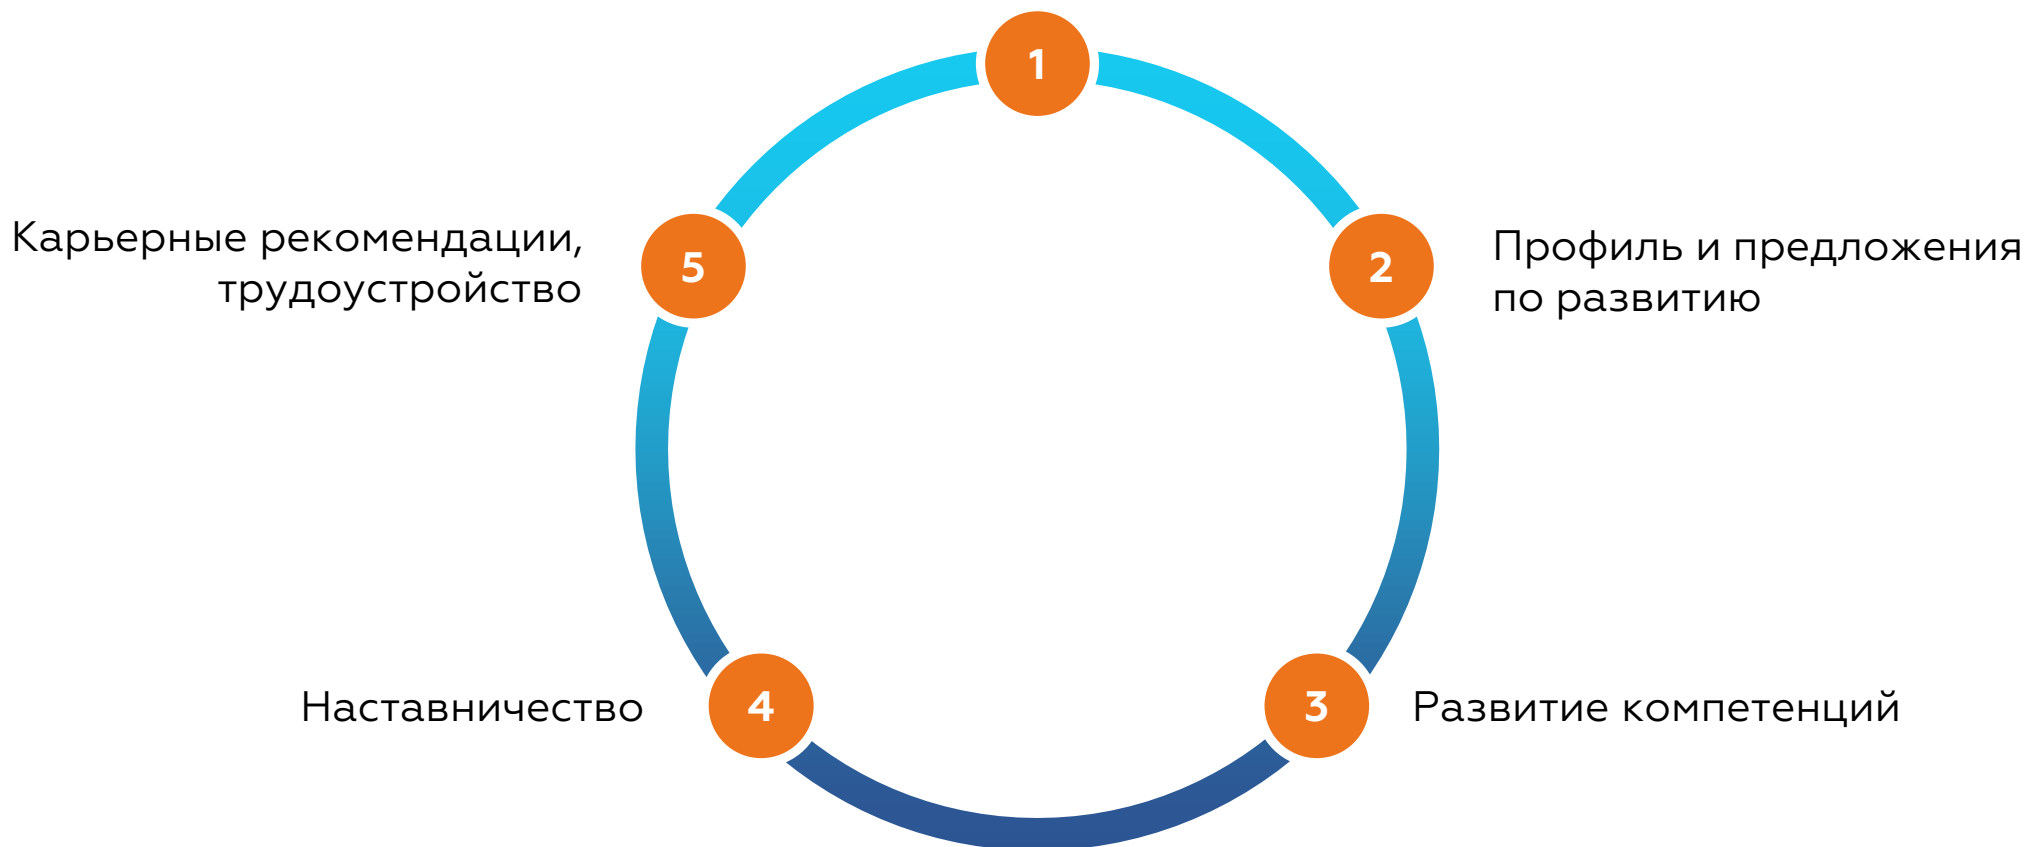 1
Карьерные рекомендации,
трудоустройство
5
2
Профиль и предложения
по развитию
Наставничество
4
3
Развитие компетенций